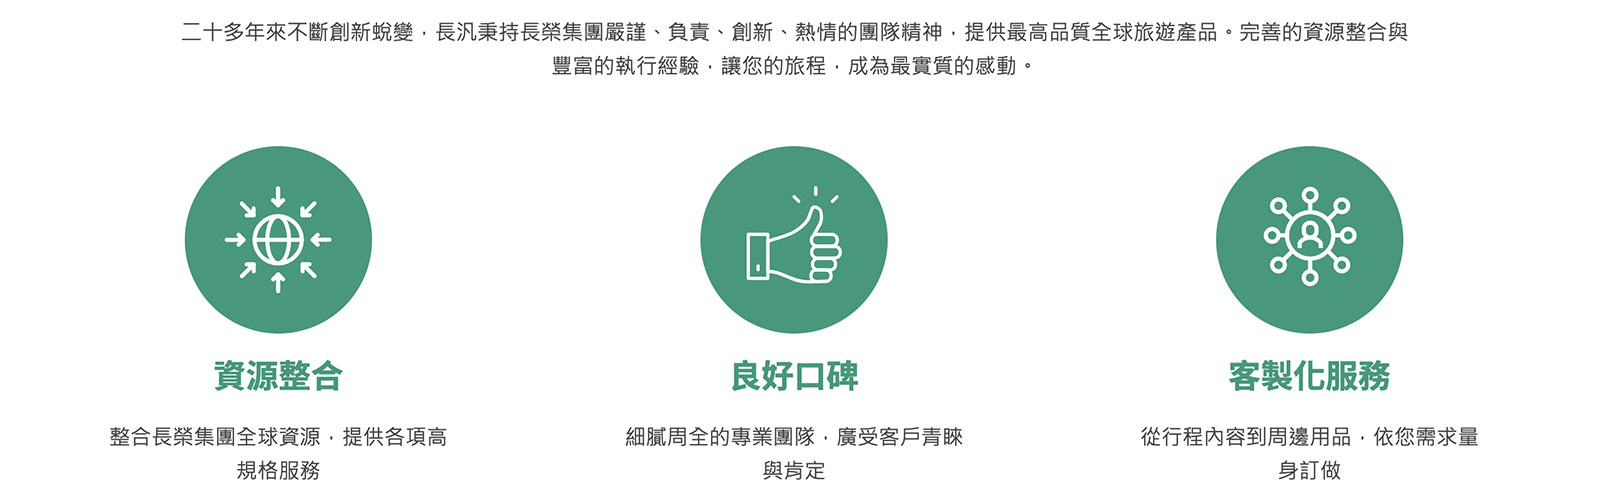 二十多年來不斷創新蛻變，長汎秉持長榮集團嚴謹、負責、創新、熱情的團隊精神，提供最高品質全球旅遊產品。完善的資源整合與
豐富的執行經驗，讓您的旅程，成為最實質的感動。
資源整合
整合長榮集團全球資源，提供各項高
規格服務
良好口碑
細膩周全的專業團隊，廣受客戶青睞
與肯定
客製化服務
從行程內容到周邊用品，依您需求量
身訂做